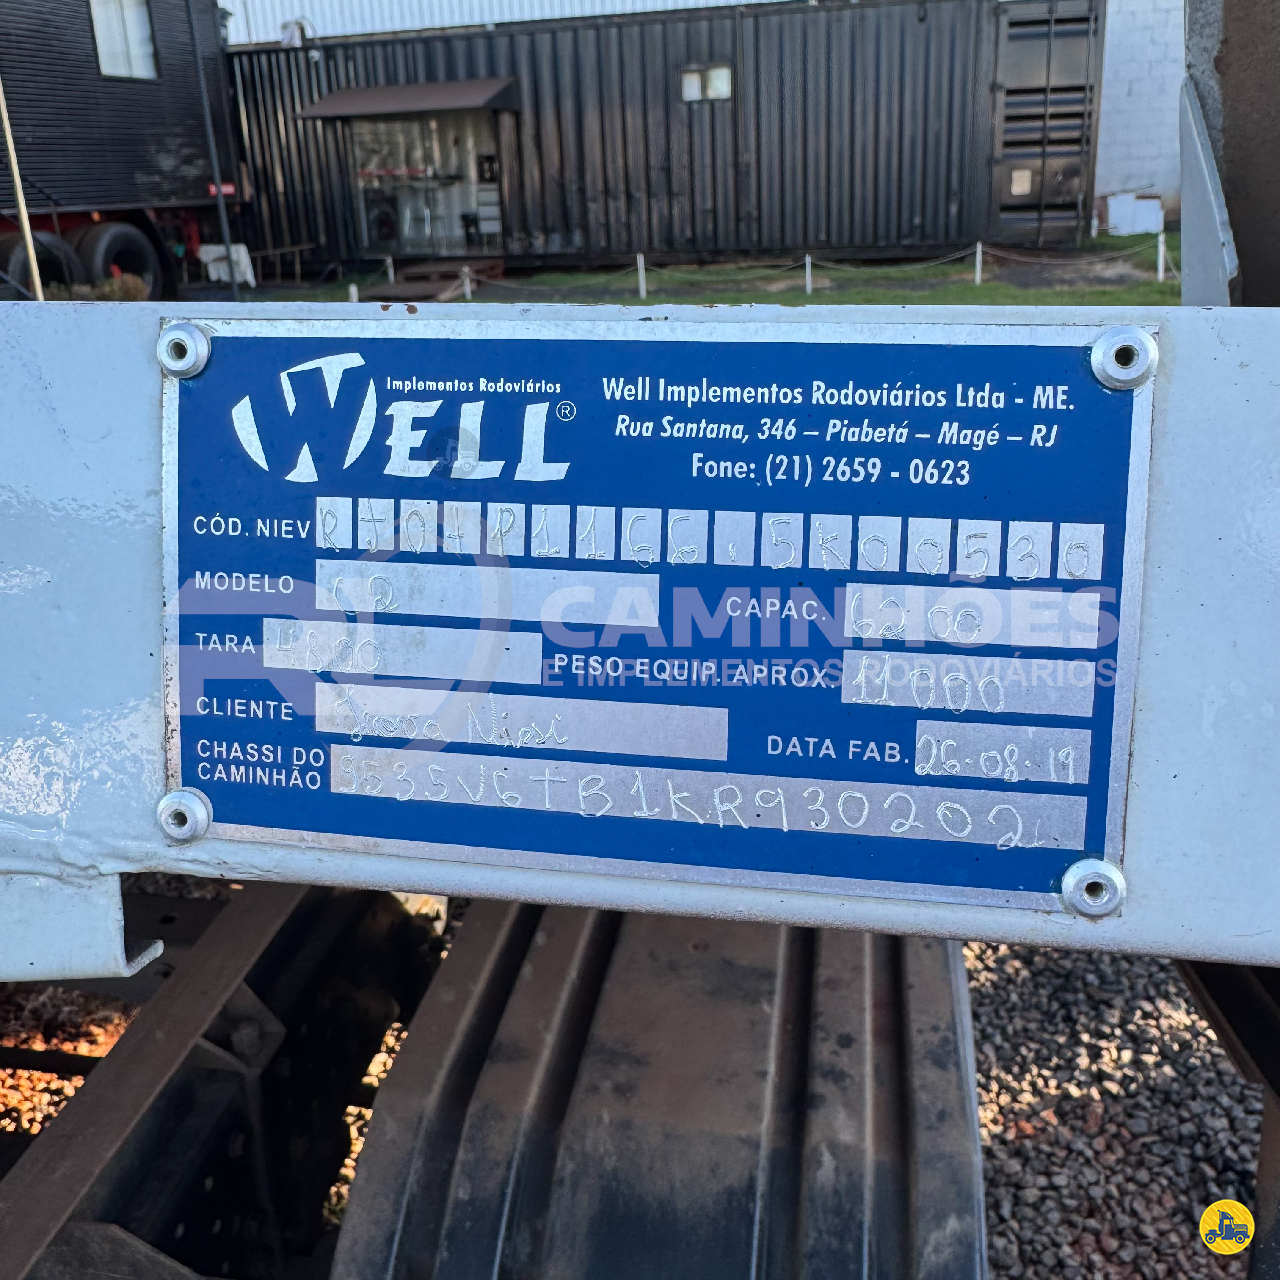 WELL
Implementos Rodoviários
®
Well Implementos Rodoviários Ltda - ME.
Rua Santana, 346 – Piabetá – Magé – RJ
Fone: (21) 2659 - 0623
CÓD. NIEV
MODELO C2
CAPAC. 6200
TARA 4800
PESO EQUIP. APROX. 11000
CLIENTE
DATA FAB. 26-08-19
CHASSI DO
CAMINHÃO 9535V6TB1KR930202
CAMINHÕES
E IMPLEMENTOS RODOVIÁRIOS